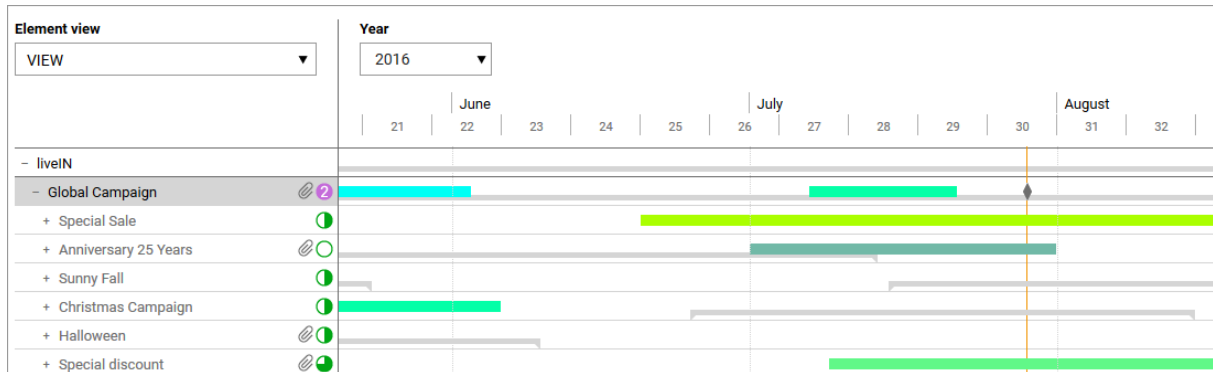 Element view
Year
VIEW
2016
June
July
August
21 22 23 24 25 26 27 28 29 30 31 32
− liveIN
− Global Campaign 2
+ Special Sale
+ Anniversary 25 Years
+ Sunny Fall
+ Christmas Campaign
+ Halloween
+ Special discount